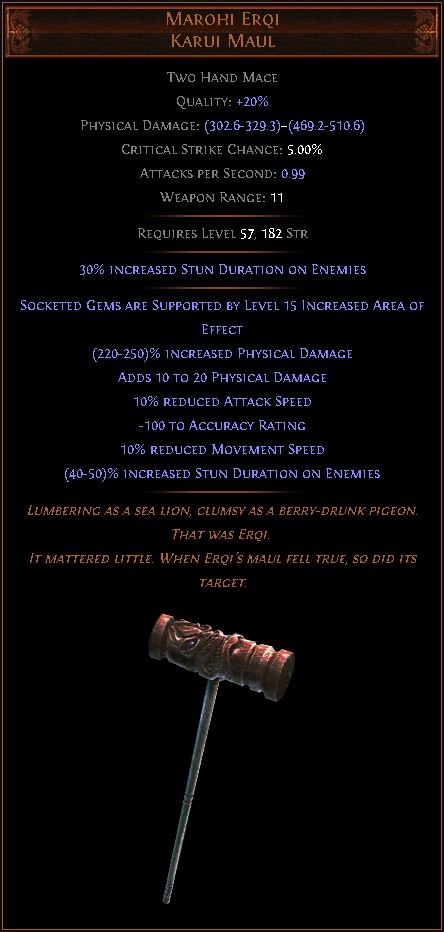 Marohi Erqi
Karui Maul
Two Hand Mace
Quality: +20%
Physical Damage: (302.6-329.3)–(469.2-510.6)
Critical Strike Chance: 5.00%
Attacks per Second: 0.99
Weapon Range: 11
Requires Level 57, 182 Str
30% increased Stun Duration on Enemies
Socketed Gems are Supported by Level 15 Increased Area of
Effect
(220-250)% increased Physical Damage
Adds 10 to 20 Physical Damage
10% reduced Attack Speed
-100 to Accuracy Rating
10% reduced Movement Speed
(40-50)% increased Stun Duration on Enemies
Lumbering as a sea lion, clumsy as a berry-drunk pigeon.
That was Erqi.
It mattered little. When Erqi's maul fell true, so did its
target.